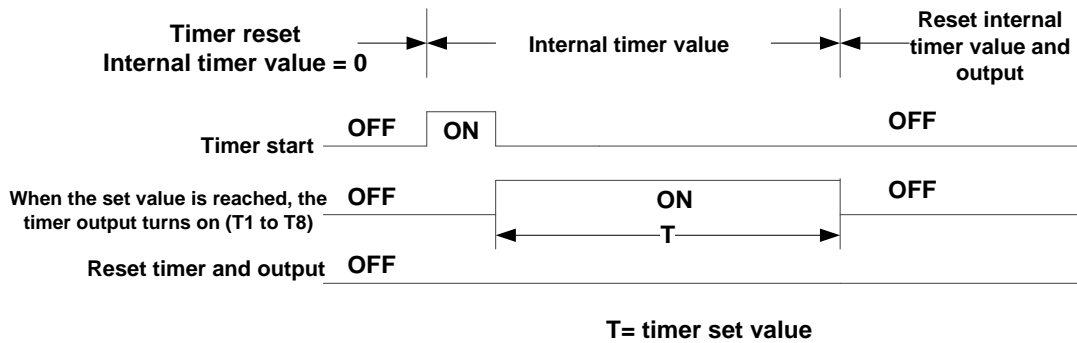 Timer reset
Internal timer value = 0
Internal timer value
Reset internal
timer value and
output
OFF
ON
OFF
Timer start
When the set value is reached, the
timer output turns on (T1 to T8)
OFF
ON
OFF
T
Reset timer and output
OFF
T= timer set value